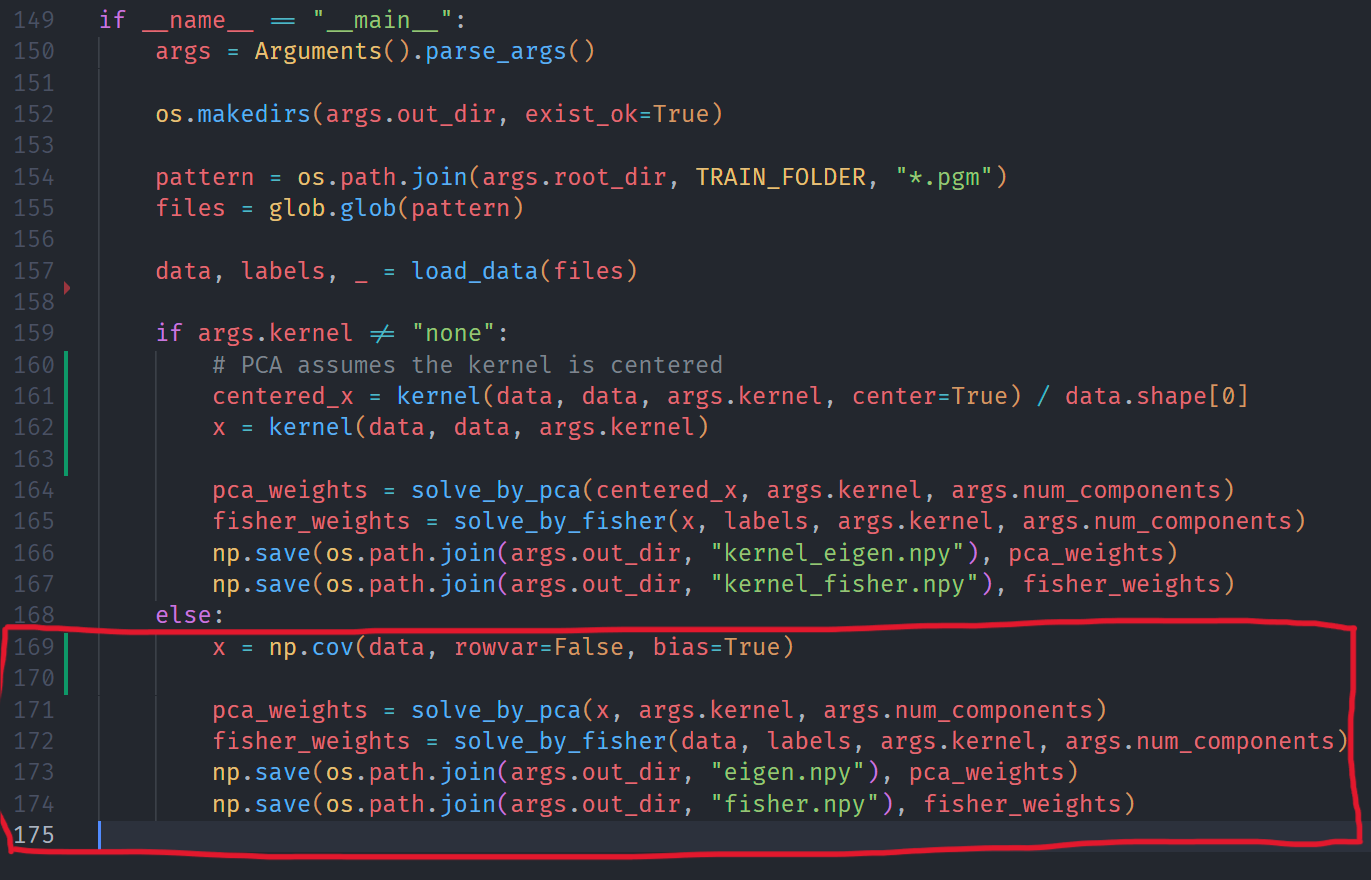 149 if __name__ == "__main__":
150 args = Arguments().parse_args()
151
152 os.makedirs(args.out_dir, exist_ok=True)
153
154 pattern = os.path.join(args.root_dir, TRAIN_FOLDER, "*.pgm")
155 files = glob.glob(pattern)
156
157 data, labels, _ = load_data(files)
158
159 if args.kernel != "none":
160 # PCA assumes the kernel is centered
161 centered_x = kernel(data, data, args.kernel, center=True) / data.shape[0]
162 x = kernel(data, data, args.kernel)
163
164 pca_weights = solve_by_pca(centered_x, args.kernel, args.num_components)
165 fisher_weights = solve_by_fisher(x, labels, args.kernel, args.num_components)
166 np.save(os.path.join(args.out_dir, "kernel_eigen.npy"), pca_weights)
167 np.save(os.path.join(args.out_dir, "kernel_fisher.npy"), fisher_weights)
168 else:
169 x = np.cov(data, rowvar=False, bias=True)
170
171 pca_weights = solve_by_pca(x, args.kernel, args.num_components)
172 fisher_weights = solve_by_fisher(data, labels, args.kernel, args.num_components)
173 np.save(os.path.join(args.out_dir, "eigen.npy"), pca_weights)
174 np.save(os.path.join(args.out_dir, "fisher.npy"), fisher_weights)
175